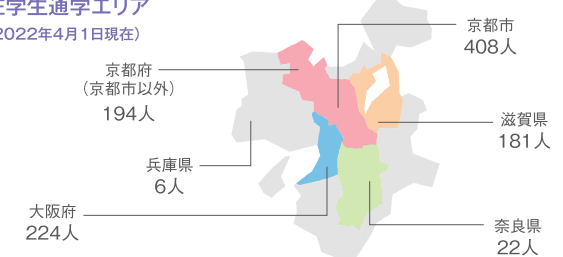 在学生通学エリア
2022年4月1日現在）
京都市
408人
京都府
（京都市以外）
194人
滋賀県
181人
兵庫県
6人
大阪府
224人
奈良県
22人